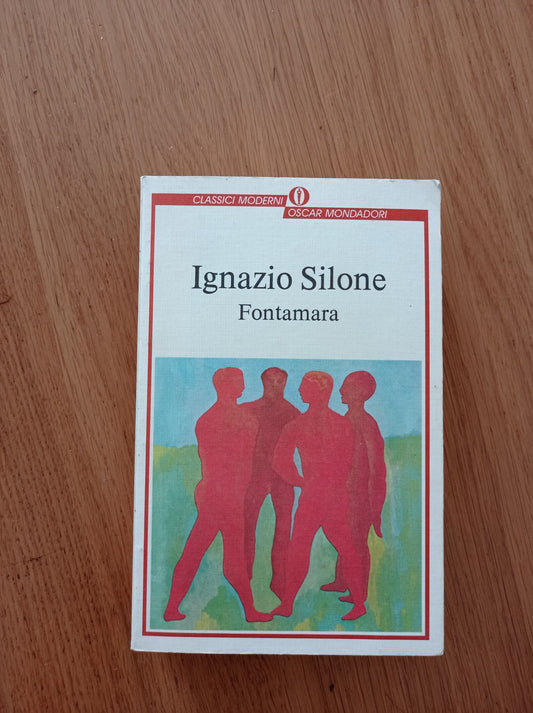 CLASSICI MODERNI
OSCAR MONDADORI
Ignazio Silone
Fontamara